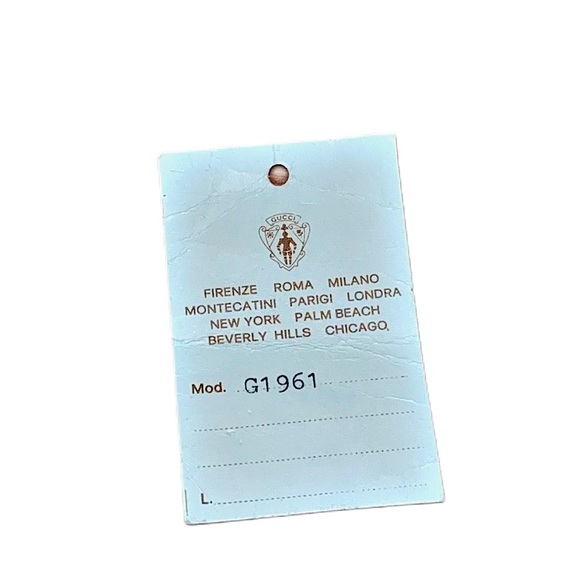 GUCCI
FIRENZE ROMA MILANO
MONTECATINI PARIGI LONDRA
NEW YORK PALM BEACH
BEVERLY HILLS CHICAGO,
Mod. G1961
L.